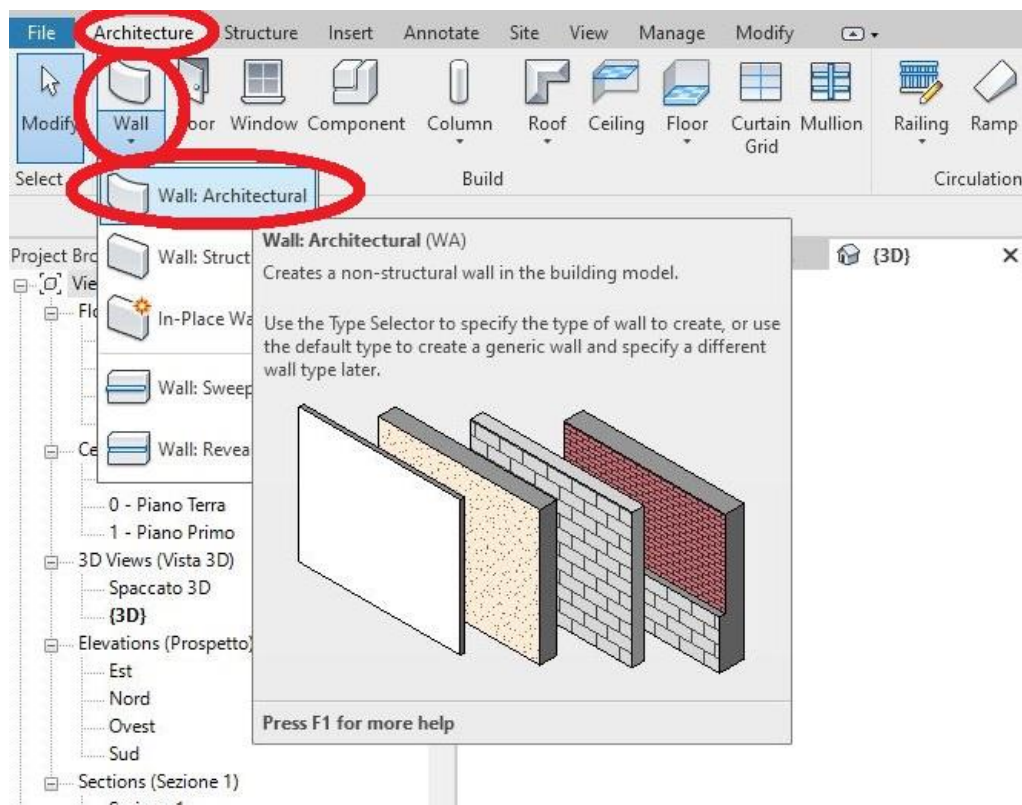 File Architecture Structure Insert Annotate Site View Manage Modify
Modify Wall Door Window Component Column Roof Ceiling Floor Curtain Grid Mullion Railing Ramp
Select Build Circulation
Wall: Architectural
Project {3D}
Wall: Architectural (WA)
Wall: Struct
Creates a non-structural wall in the building model.
In-Place Wa
Use the Type Selector to specify the type of wall to create, or use
the default type to create a generic wall and specify a different
wall type later.
Wall: Sweep
Wall: Revea
0 - Piano Terra
1 - Piano Primo
3D Views (Vista 3D)
Spaccato 3D
{3D}
Elevations (Prospetto)
Est
Nord
Ovest
Sud
Press F1 for more help
Sections (Sezione 1)